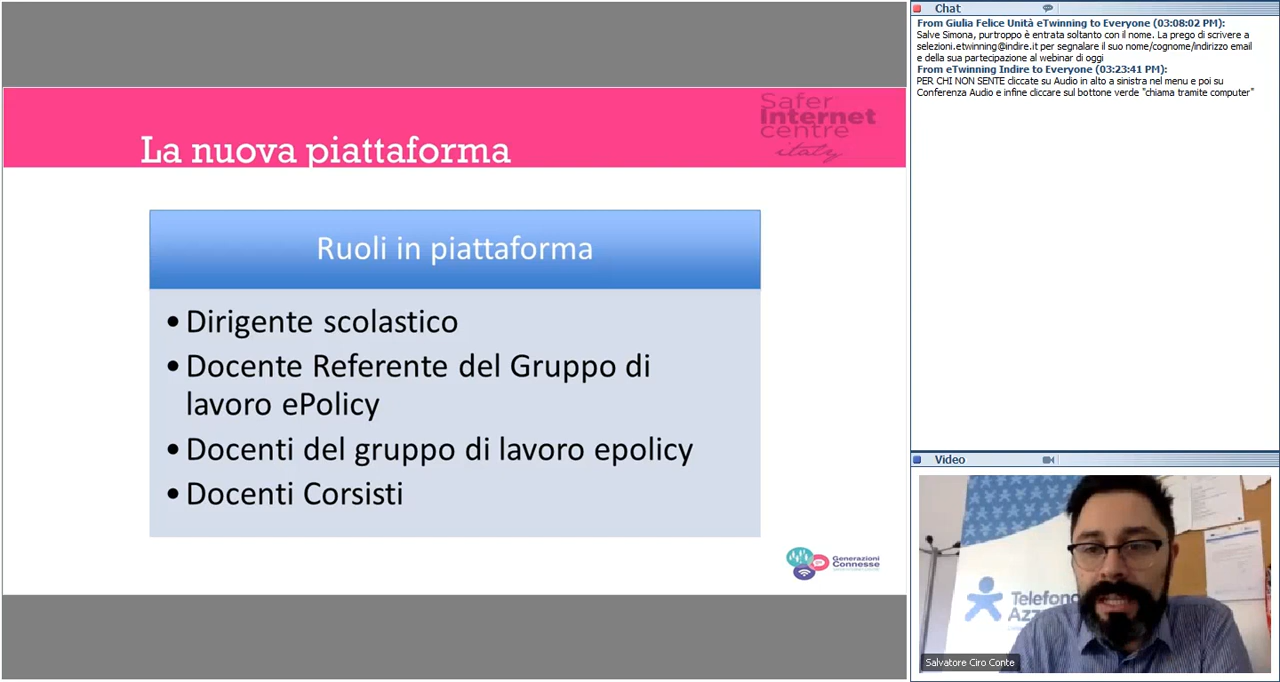 Safer
Internet
centre
italy
La nuova piattaforma
Ruoli in piattaforma
• Dirigente scolastico
• Docente Referente del Gruppo di
lavoro ePolicy
• Docenti del gruppo di lavoro epolicy
• Docenti Corsisti
Generazioni
Connesse
Chat
From Giulia Felice Unità eTwinning to Everyone (03:08:02 PM):
Salve Simona, purtroppo è entrata soltanto con il nome. La prego di scrivere a
selezioni.etwinning@indire.it per segnalare il suo nome/cognome/indirizzo email
e della sua partecipazione al webinar di oggi
From eTwinning Indire to Everyone (03:23:41 PM):
PER CHI NON SENTE cliccate su Audio in alto a sinistra nel menu e poi su
Conferenza Audio e infine cliccare sul bottone verde "chiama tramite computer"
Video
Telefono
Azz
Salvatore Ciro Conte